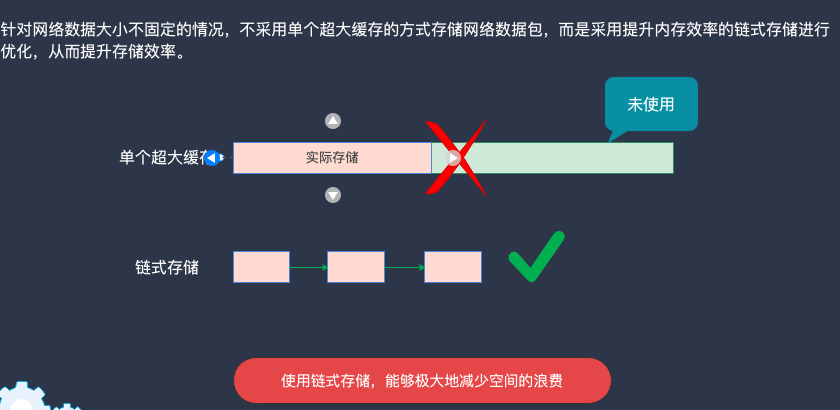 针对网络数据大小不固定的情况，不采用单个超大缓存的方式存储网络数据包，而是采用提升内存效率的链式存储进行
优化，从而提升存储效率。
未使用
单个超大缓存
实际存储
链式存储
使用链式存储，能够极大地减少空间的浪费